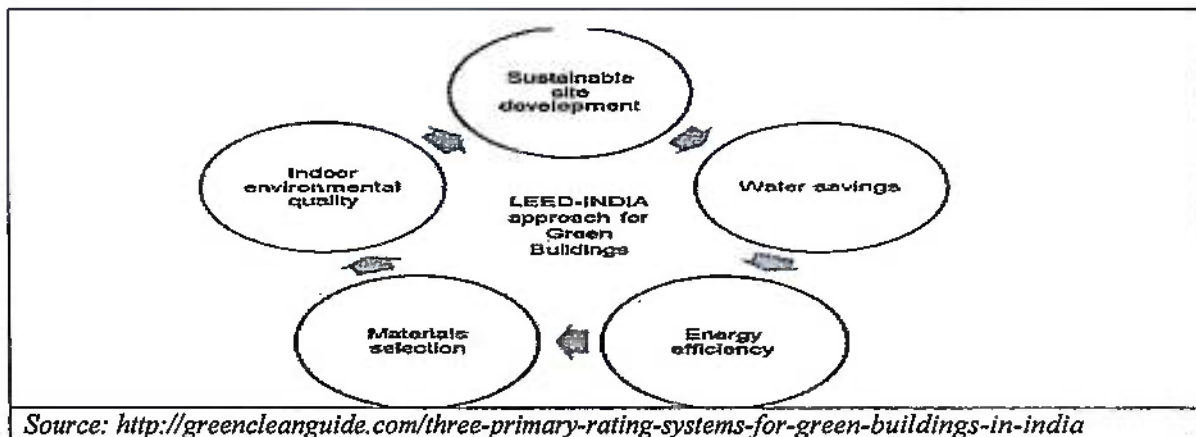 Sustainable
site
development
Indoor
environmental
quality
Water savings
LEED-INDIA
approach for
Green
Buildings
Materials
selection
Energy
efficiency
Source: http://greencleanguide.com/three-primary-rating-systems-for-green-buildings-in-india